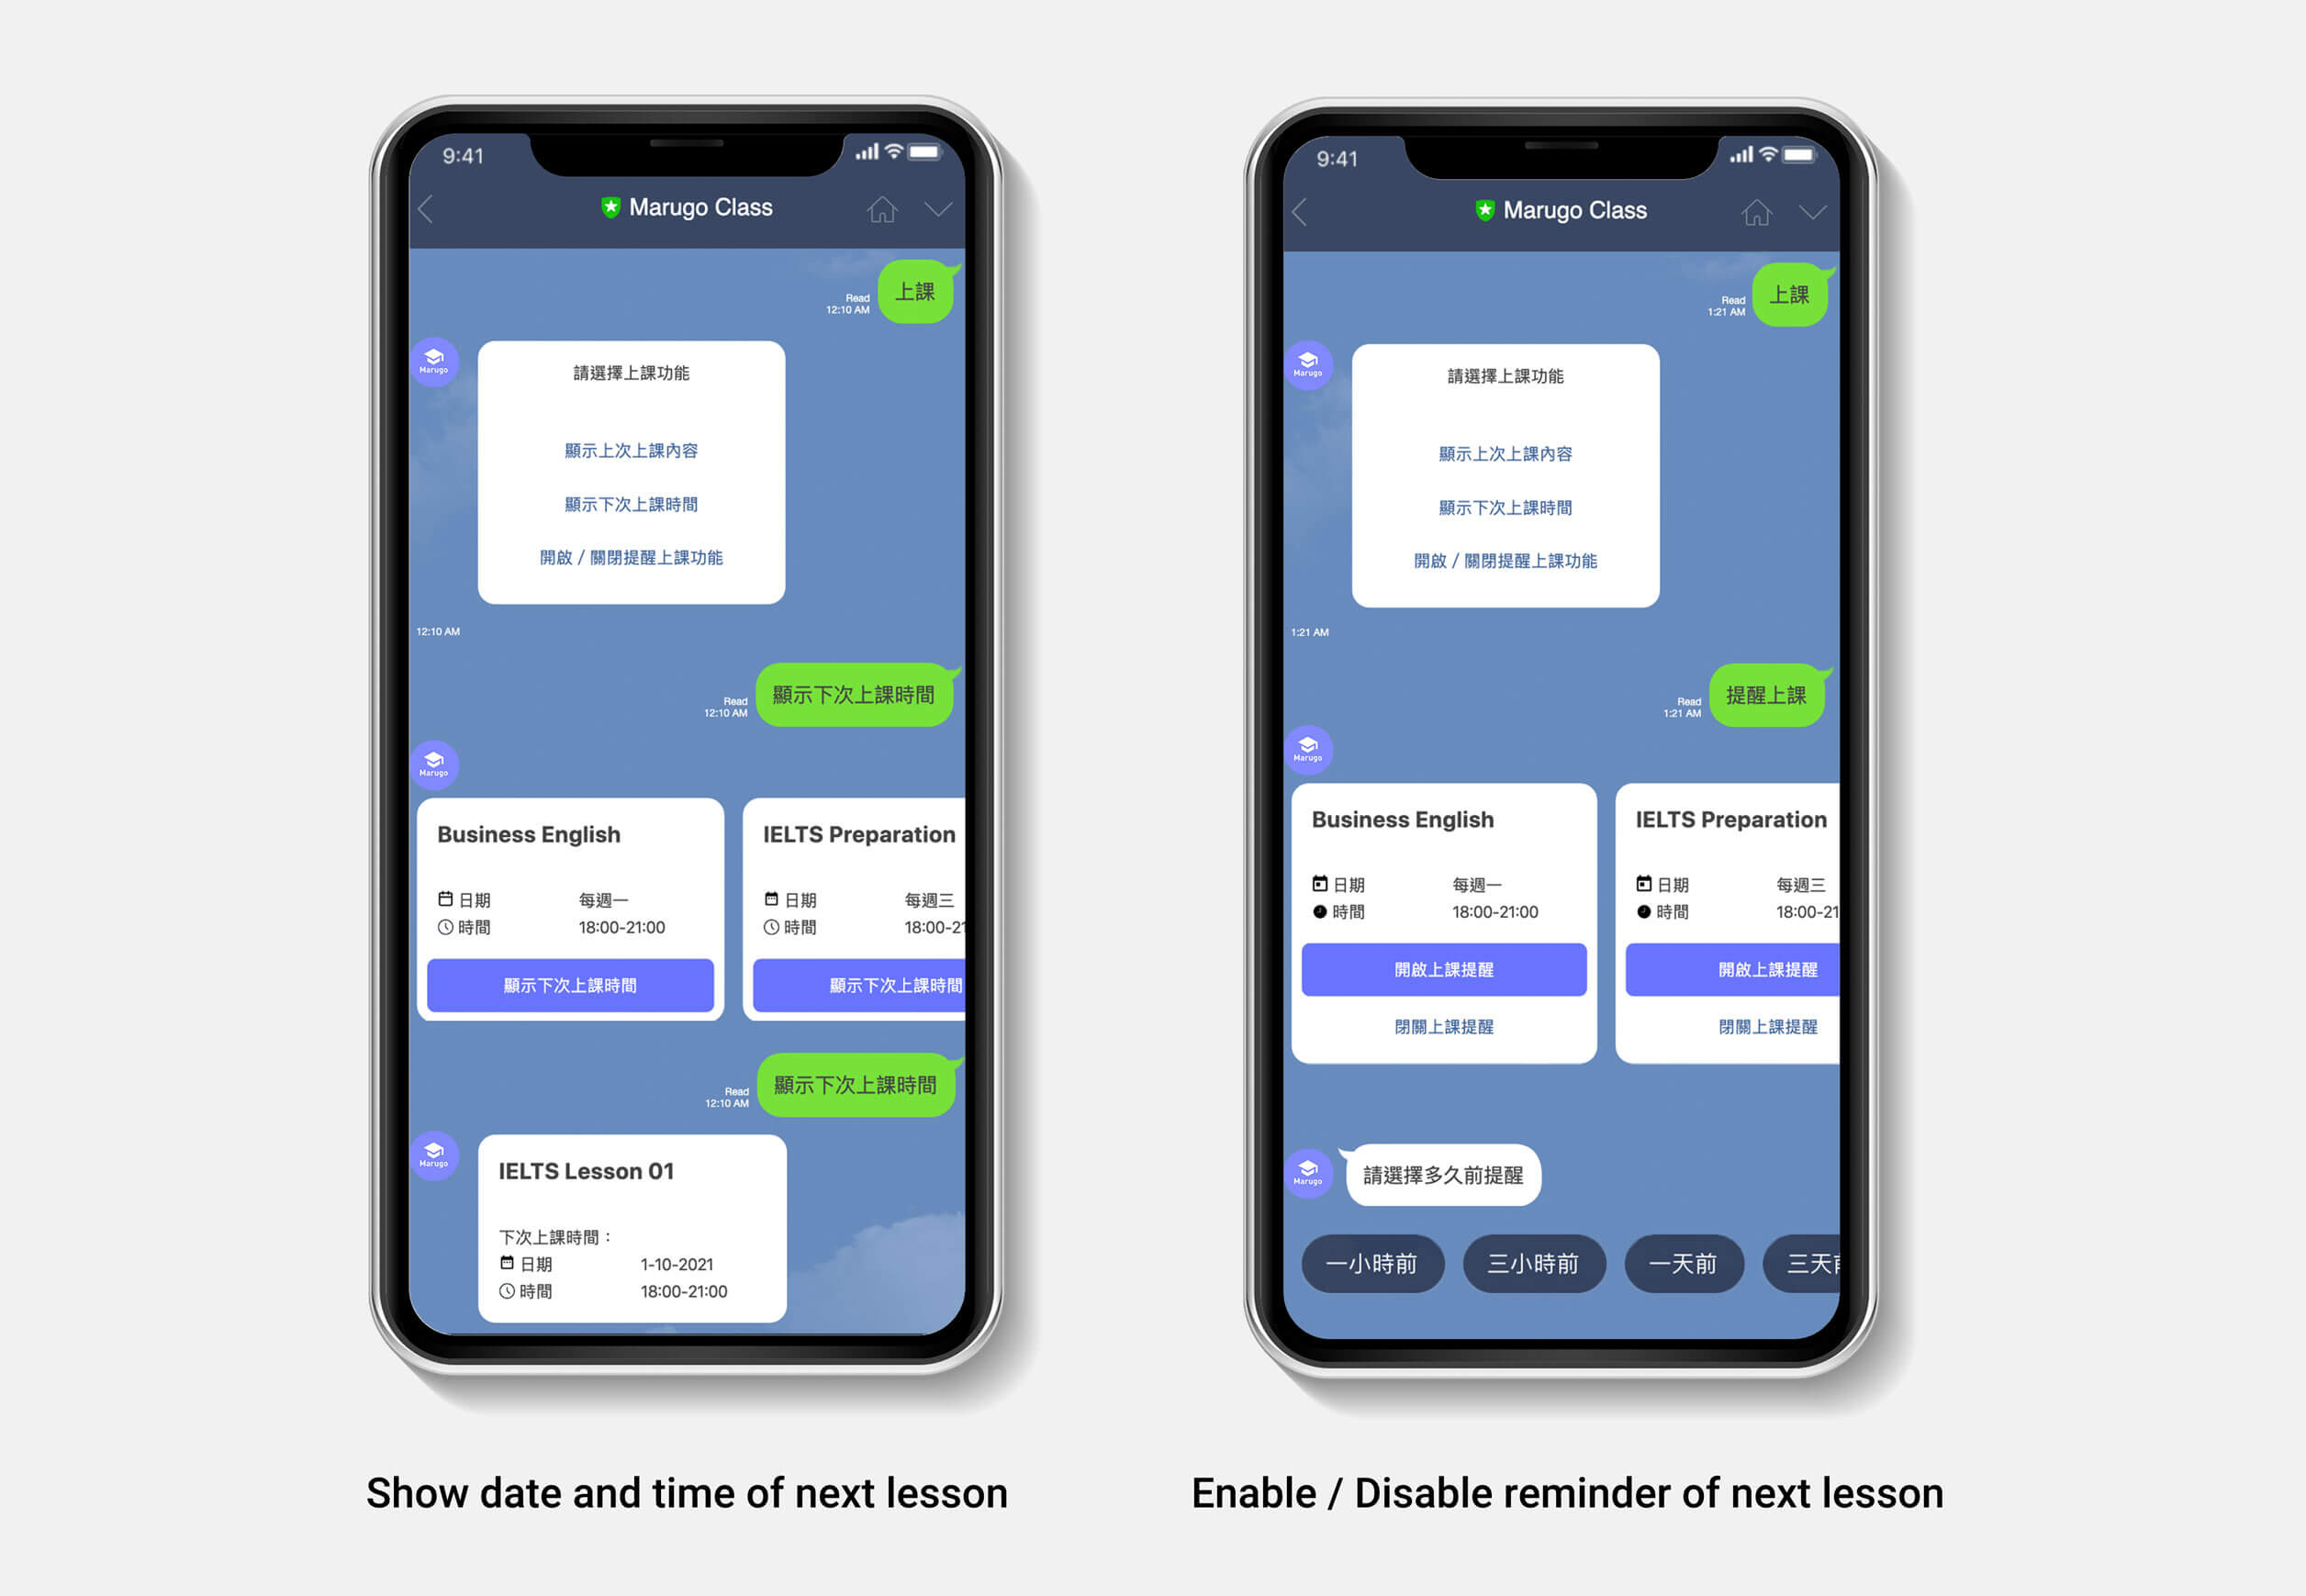 9:41
Marugo Class
上課
Read
12:10 AM
Marugo
請選擇上課功能
顯示上次上課內容
顯示下次上課時間
開啟 / 關閉提醒上課功能
12:10 AM
顯示下次上課時間
Read
12:10 AM
Marugo
Business English
日期 每週一
時間 18:00-21:00
顯示下次上課時間
IELTS Preparation
日期 每週三
時間 18:00-21
顯示下次上課時間
顯示下次上課時間
Read
12:10 AM
Marugo
IELTS Lesson 01
下次上課時間：
日期 1-10-2021
時間 18:00-21:00
Show date and time of next lesson
9:41
Marugo Class
上課
Read
1:21 AM
Marugo
請選擇上課功能
顯示上次上課內容
顯示下次上課時間
開啟 / 關閉提醒上課功能
1:21 AM
提醒上課
Read
1:21 AM
Marugo
Business English
日期 每週一
時間 18:00-21:00
開啟上課提醒
閉關上課提醒
IELTS Preparation
日期 每週三
時間 18:00-21
開啟上課提醒
閉關上課提醒
Marugo
請選擇多久前提醒
一小時前
三小時前
一天前
三天前
Enable / Disable reminder of next lesson